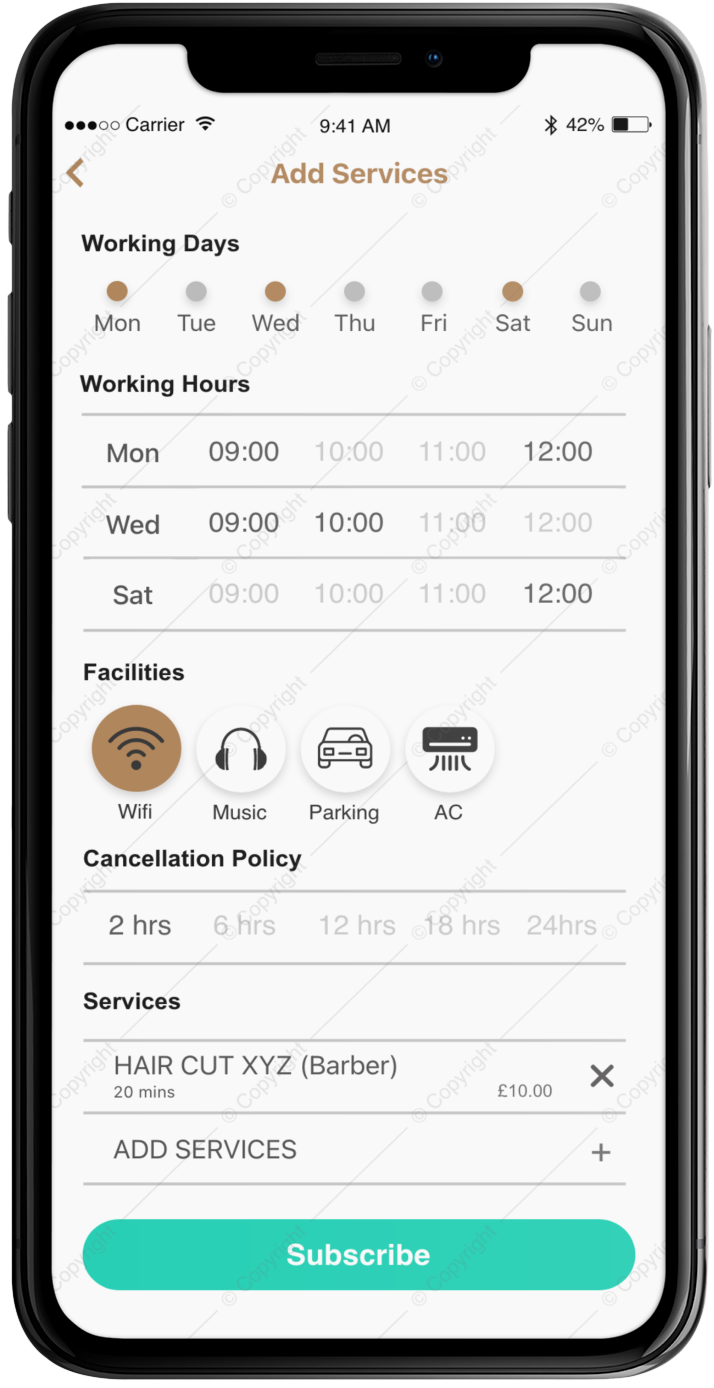 Carrier 9:41 AM 42%
Add Services
Working Days
Mon Tue Wed Thu Fri Sat Sun
Working Hours
Mon 09:00 10:00 11:00 12:00
Wed 09:00 10:00 11:00 12:00
Sat 09:00 10:00 11:00 12:00
Facilities
Wifi Music Parking AC
Cancellation Policy
2 hrs 6 hrs 12 hrs 18 hrs 24hrs
Services
HAIR CUT XYZ (Barber)
20 mins £10.00
ADD SERVICES +
Subscribe
© Copyright